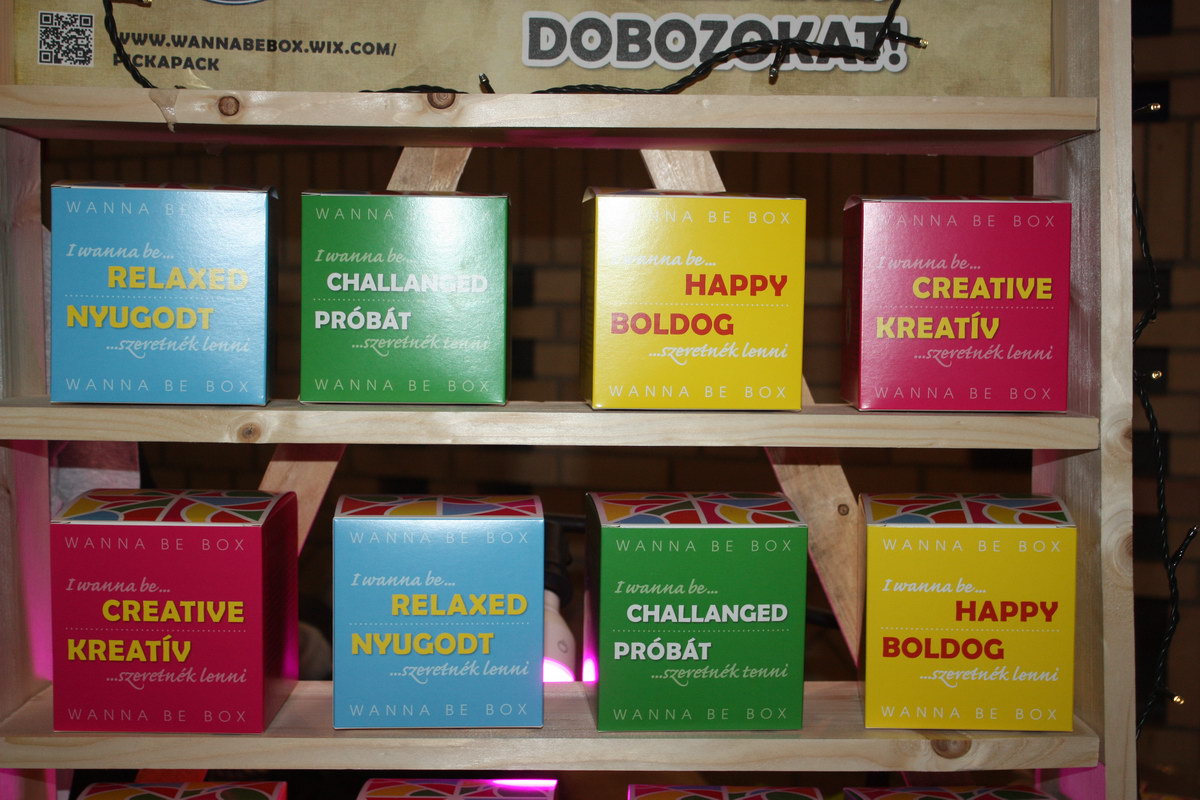 WWW.WANNABEBOX.WIX.COM/
PICKAPACK
DOBOZOKAT!
WANNA BE BOX
I wanna be...
RELAXED
NYUGODT
...szeretnék lenni
WANNA BE BOX
WANNA BE BOX
I wanna be...
CHALLANGED
PRÓBÁT
...szeretnék tenni
WANNA BE BOX
WANNA BE BOX
I wanna be...
HAPPY
BOLDOG
...szeretnék lenni
WANNA BE BOX
WANNA BE BOX
I wanna be...
CREATIVE
KREATÍV
...szeretnék lenni
WANNA BE BOX
WANNA BE BOX
I wanna be...
CREATIVE
KREATÍV
...szeretnék lenni
WANNA BE BOX
WANNA BE BOX
I wanna be...
RELAXED
NYUGODT
...szeretnék lenni
WANNA BE BOX
WANNA BE BOX
I wanna be...
CHALLANGED
PRÓBÁT
...szeretnék tenni
WANNA BE BOX
WANNA BE BOX
I wanna be...
HAPPY
BOLDOG
...szeretnék lenni
WANNA BE BOX